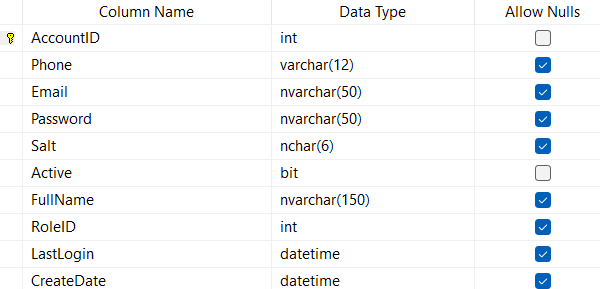 Column Name Data Type Allow Nulls
AccountID int
Phone varchar(12)
Email nvarchar(50)
Password nvarchar(50)
Salt nchar(6)
Active bit
FullName nvarchar(150)
RoleID int
LastLogin datetime
CreateDate datetime